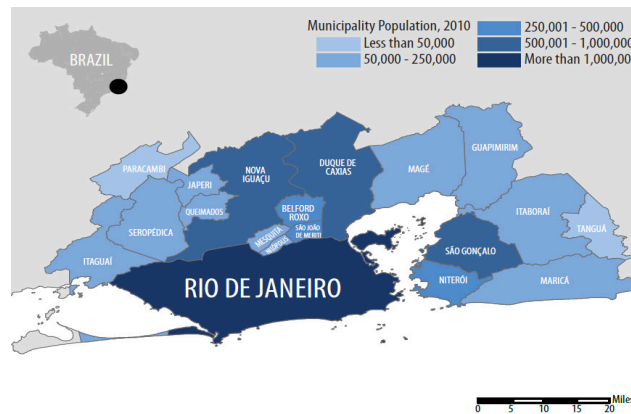 BRAZIL
Municipality Population, 2010
Less than 50,000
50,000 - 250,000
250,001 - 500,000
500,001 - 1,000,000
More than 1,000,000
PARACAMBI
JAPERI
NOVA
IGUAÇU
DUQUE DE
CAXIAS
MAGÉ
GUAPIMIRIM
SEROPÉDICA
QUEIMADOS
BELFORD
ROXO
MESQUITA
NILÓPOLIS
SÃO JOÃO
DE MERITI
ITABORAÍ
TANGUÁ
ITAGUAÍ
SÃO GONÇALO
RIO DE JANEIRO
NITERÓI
MARICÁ
Miles
0 5 10 15 20